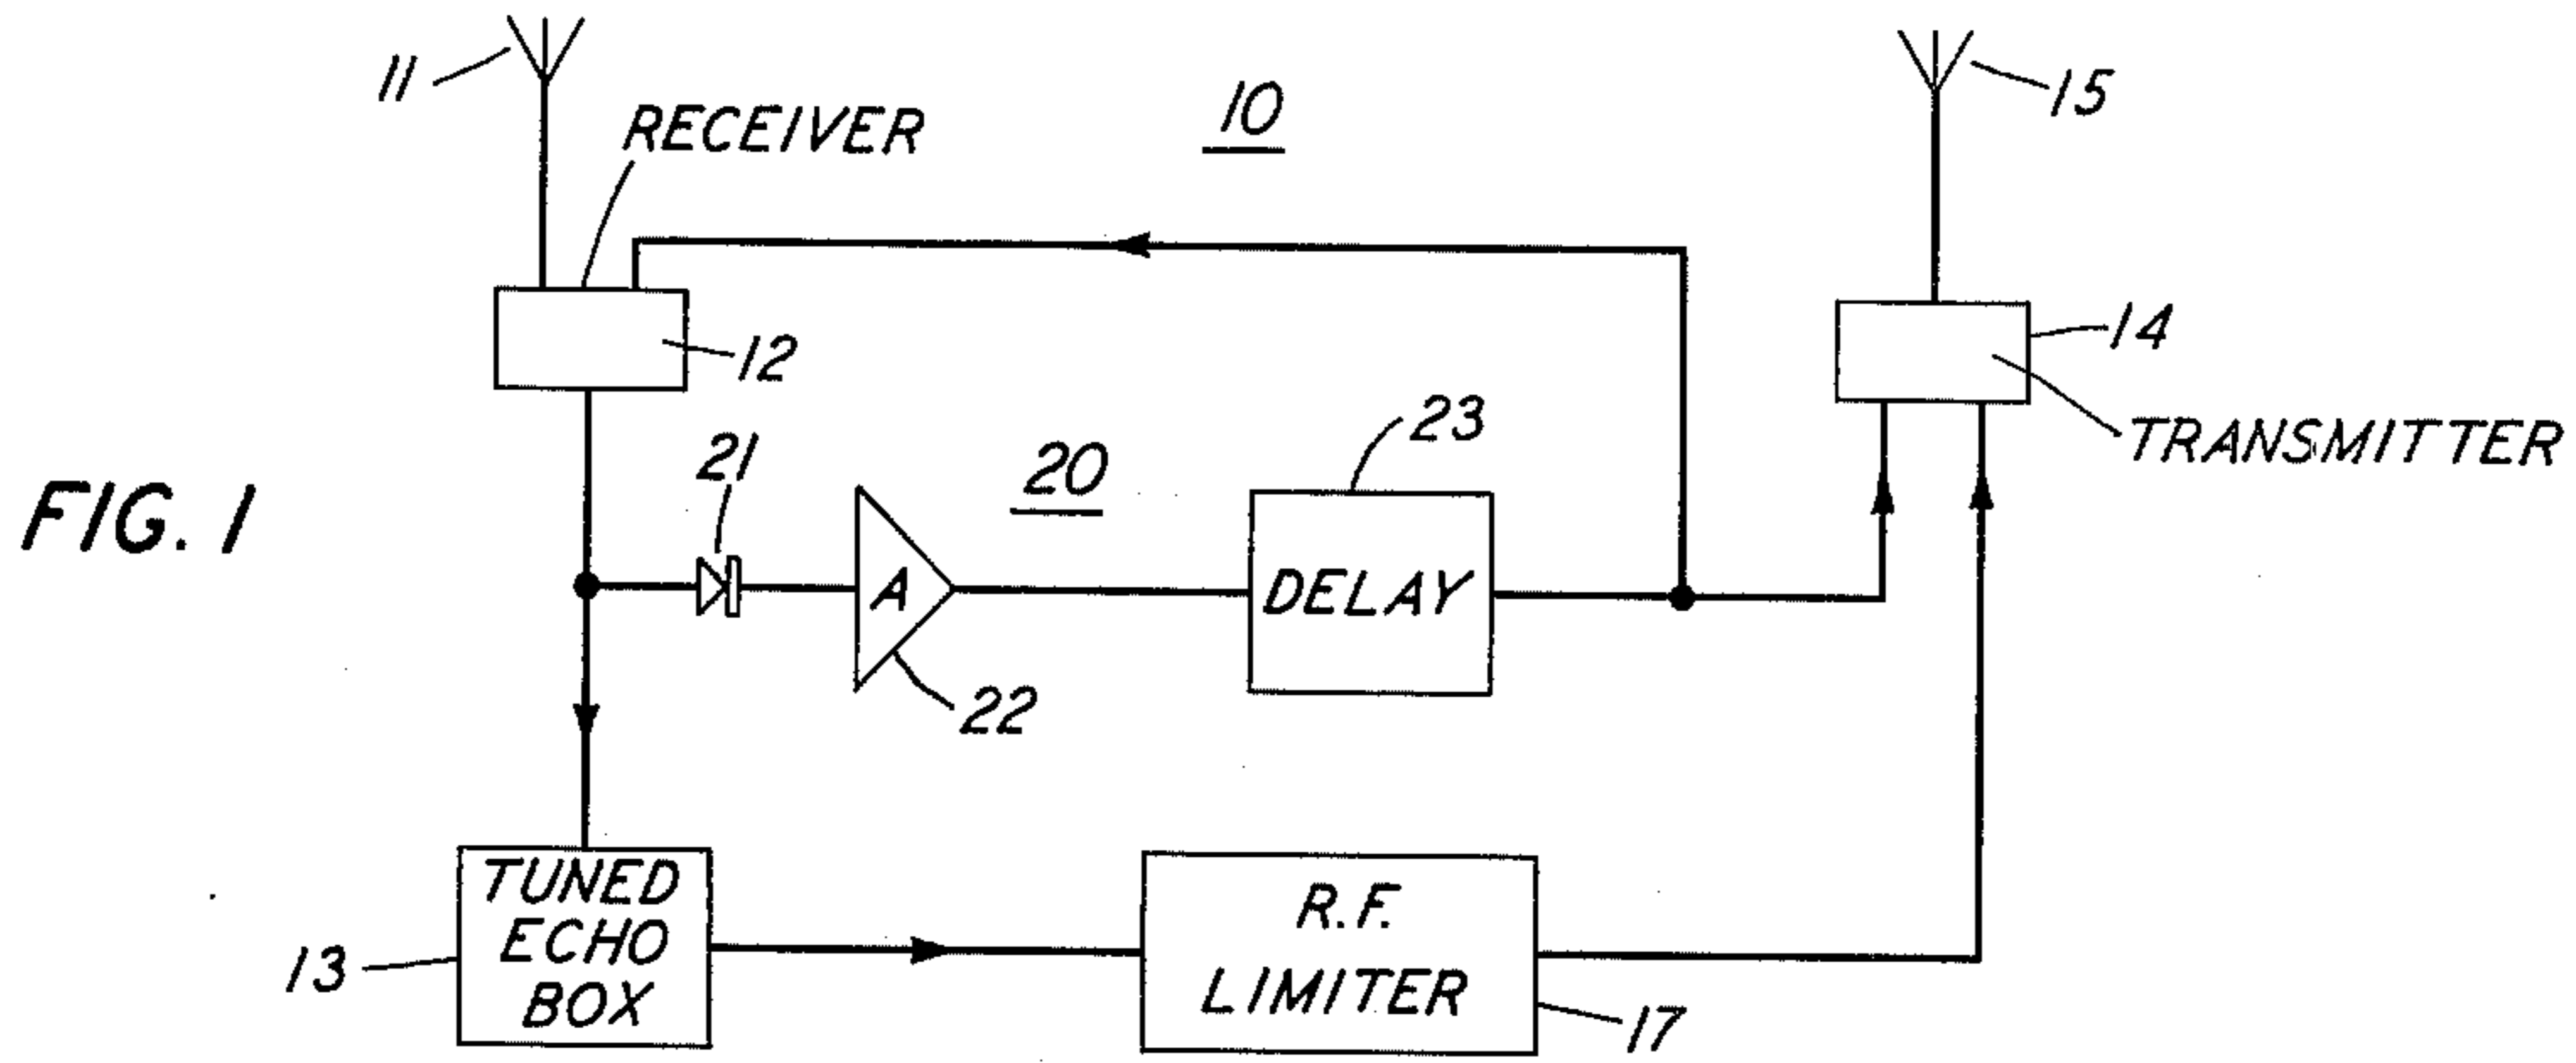 11
RECEIVER
10
15
12
14
TRANSMITTER
23
21
20
FIG. 1
A
DELAY
22
TUNED
ECHO
BOX
13
R.F.
LIMITER
17